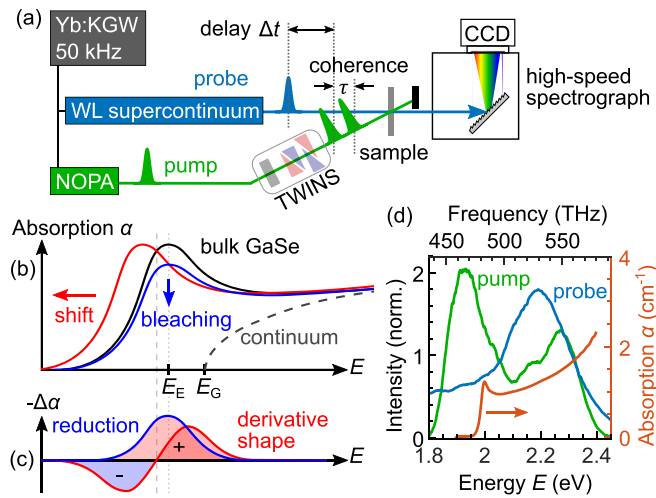 (a)
Yb:KGW
50 kHz
delay Δt
CCD
probe
coherence
τ
high-speed
spectrograph
WL supercontinuum
sample
pump
NOPA
TWINS
Absorption α
(b)
bulk GaSe
shift
bleaching
continuum
E
E_E E_G
-Δα
reduction
derivative
shape
+
-
E
(c)
(d)
Frequency (THz)
450 500 550
pump
probe
Intensity (norm.)
0 1 2
Absorption α (cm⁻¹)
0 1 2 3 4
1.8 2 2.2 2.4
Energy E (eV)